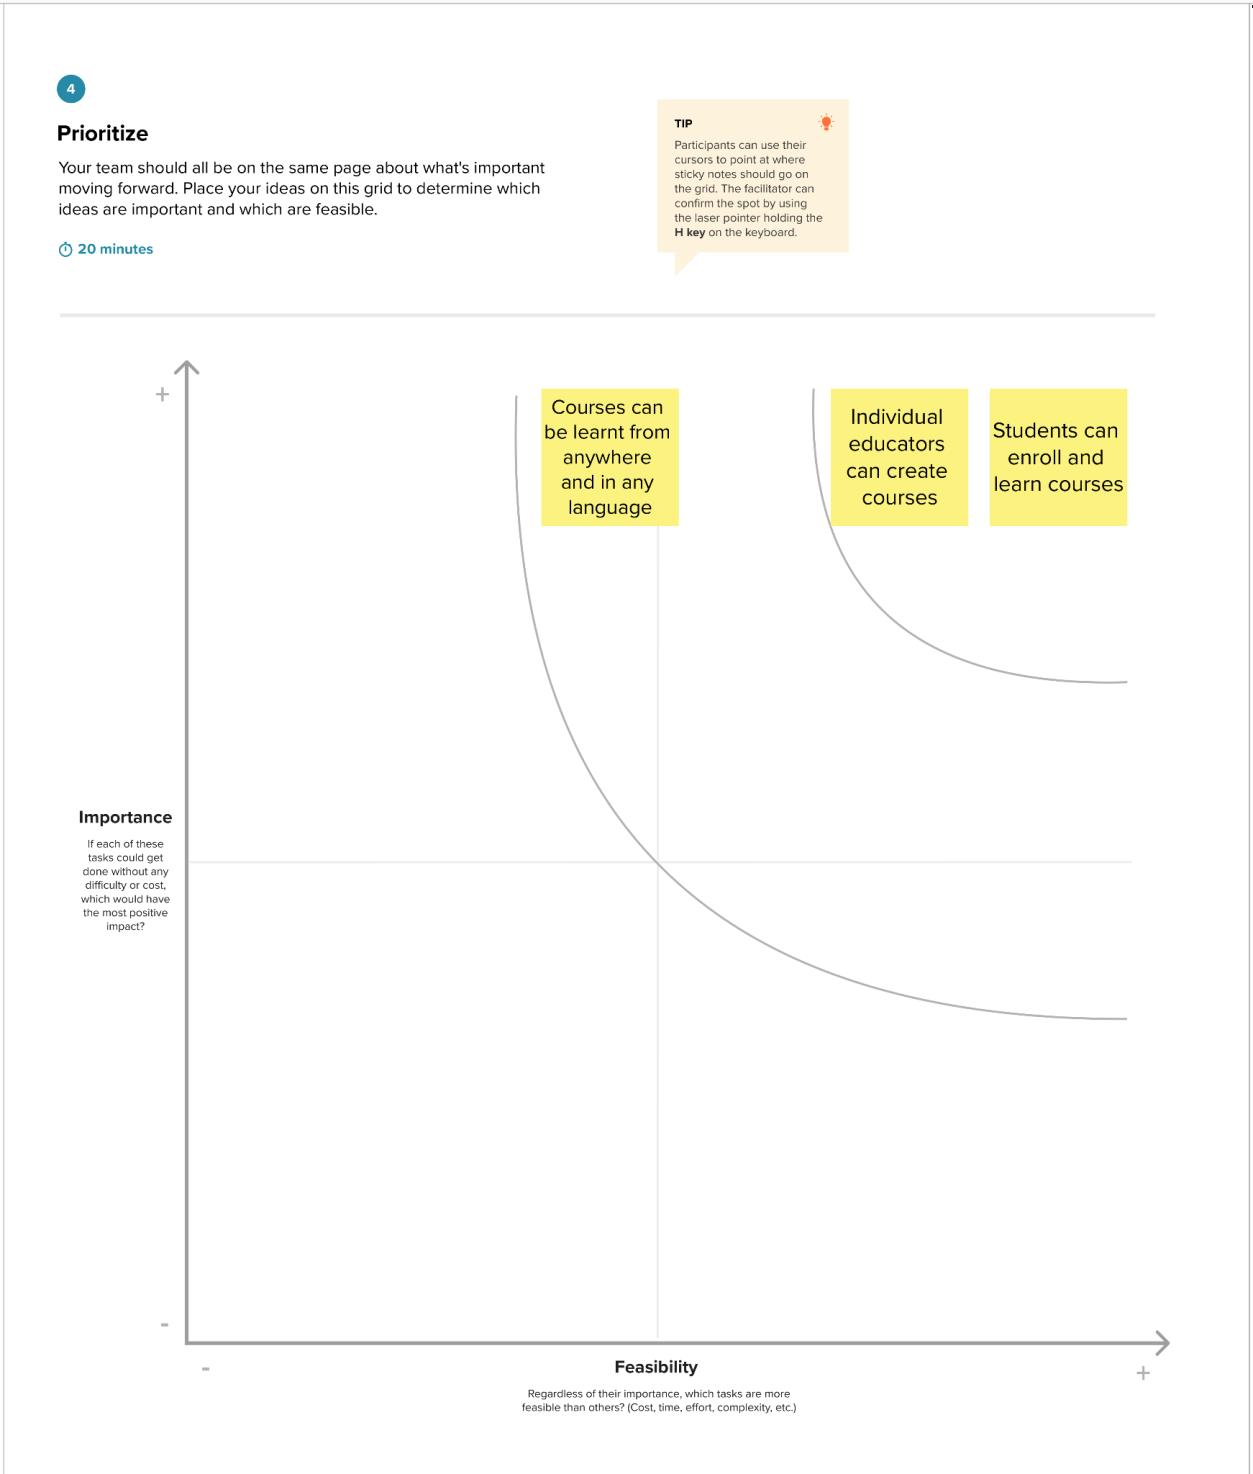 4
Prioritize
Your team should all be on the same page about what's important
moving forward. Place your ideas on this grid to determine which
ideas are important and which are feasible.
20 minutes
TIP
Participants can use their
cursors to point at where
sticky notes should go on
the grid. The facilitator can
confirm the spot by using
the laser pointer holding the
H key on the keyboard.
+
Courses can
be learnt from
anywhere
and in any
language
Individual
educators
can create
courses
Students can
enroll and
learn courses
Importance
If each of these
tasks could get
done without any
difficulty or cost,
which would have
the most positive
impact?
-
-
Feasibility
+
Regardless of their importance, which tasks are more
feasible than others? (Cost, time, effort, complexity, etc.)